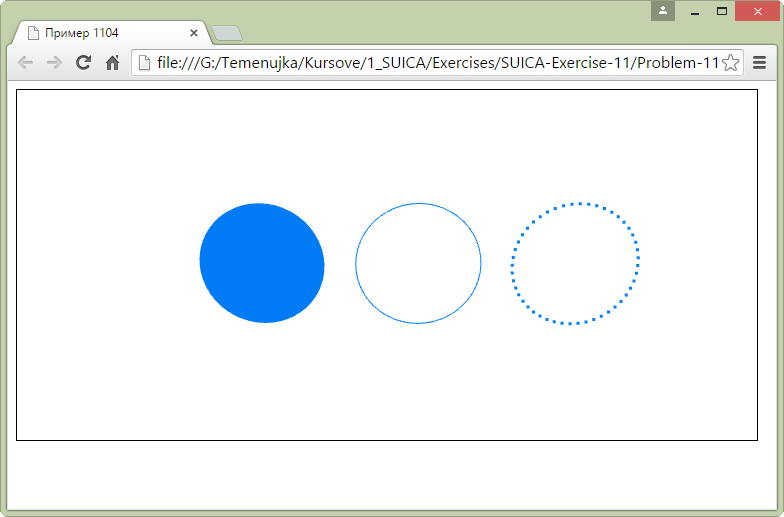 Пример 1104
file:///G:/Temenujka/Kursove/1_SUICA/Exercises/SUICA-Exercise-11/Problem-11